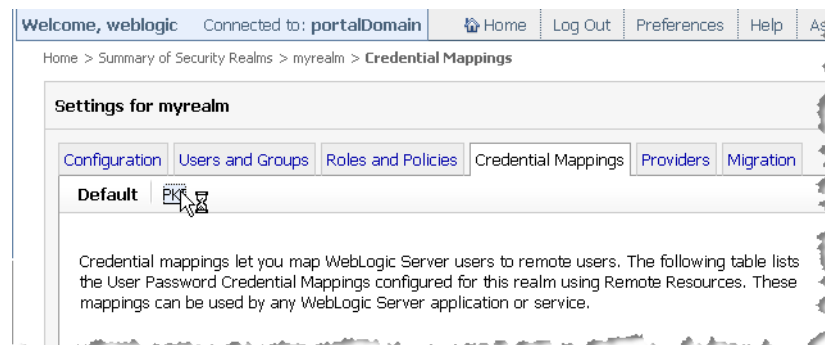 Welcome, weblogic Connected to: portalDomain Home Log Out Preferences Help
Home > Summary of Security Realms > myrealm > Credential Mappings
Settings for myrealm
Configuration Users and Groups Roles and Policies Credential Mappings Providers Migration
Default
Credential mappings let you map WebLogic Server users to remote users. The following table lists
the User Password Credential Mappings configured for this realm using Remote Resources. These
mappings can be used by any WebLogic Server application or service.